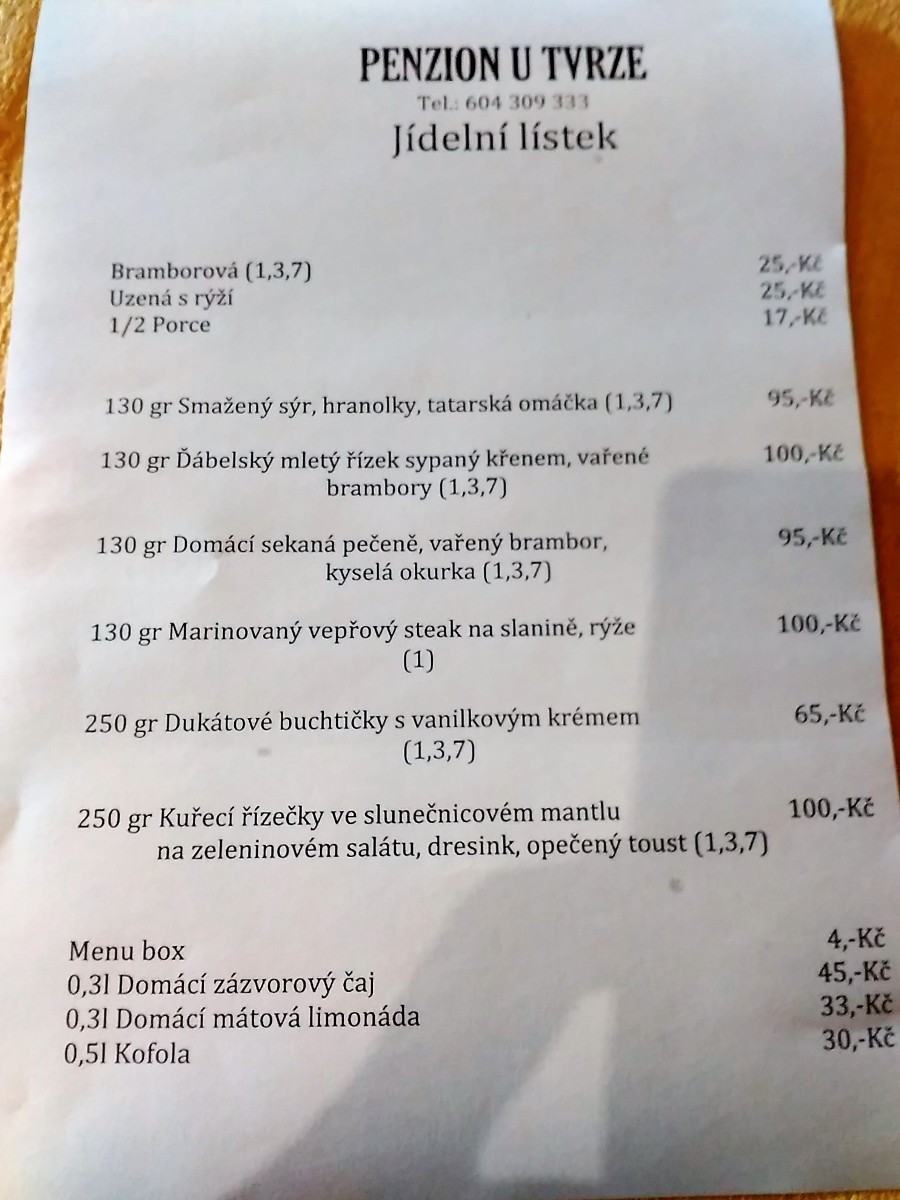 PENZION U TVRZE
Tel.: 604 309 333
Jídelní lístek
Bramborová (1,3,7) 25,-Kč
Uzená s rýží 25,-Kč
1/2 Porce 17,-Kč
130 gr Smažený sýr, hranolky, tatarská omáčka (1,3,7) 95,-Kč
130 gr Ďábelský mletý řízek sypaný křenem, vařené 100,-Kč
brambory (1,3,7)
130 gr Domácí sekaná pečeně, vařený brambor, 95,-Kč
kyselá okurka (1,3,7)
130 gr Marinovaný vepřový steak na slanině, rýže 100,-Kč
(1)
250 gr Dukátové buchtičky s vanilkovým krémem 65,-Kč
(1,3,7)
250 gr Kuřecí řízečky ve slunečnicovém mantlu 100,-Kč
na zeleninovém salátu, dresink, opečený toust (1,3,7)
Menu box 4,-Kč
0,3l Domácí zázvorový čaj 45,-Kč
0,3l Domácí mátová limonáda 33,-Kč
0,5l Kofola 30,-Kč